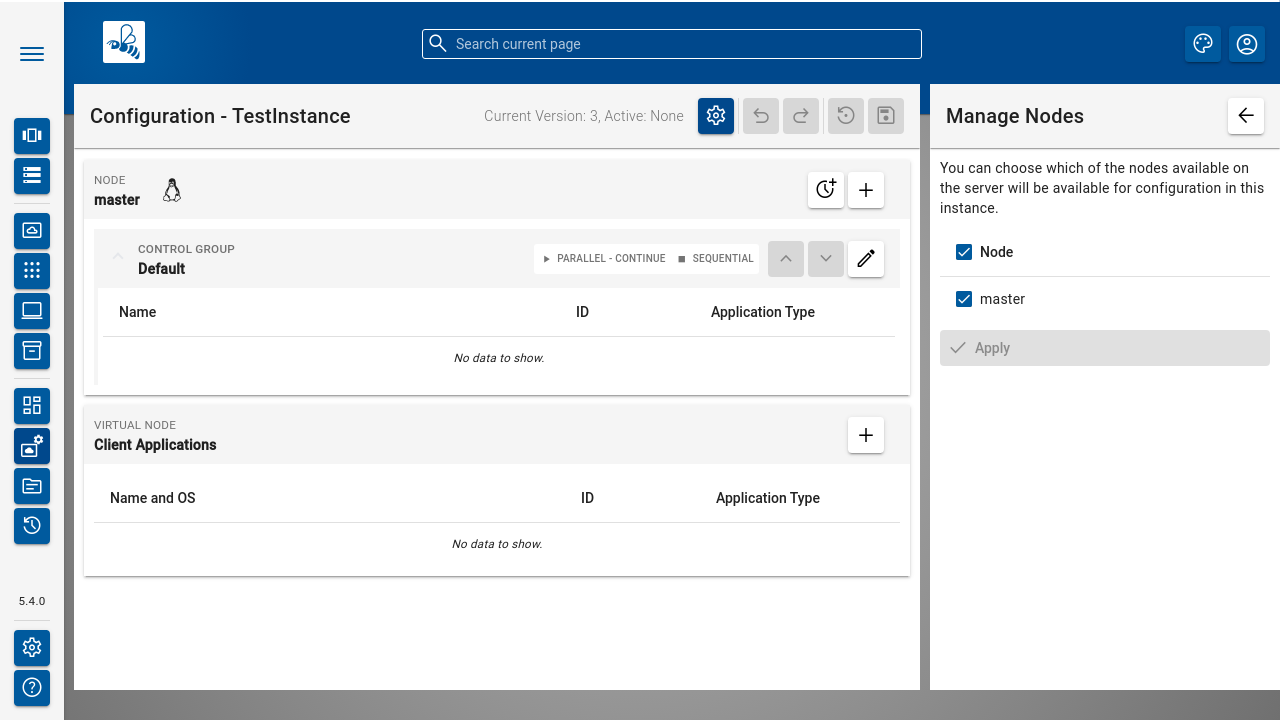 Search current page
Configuration - TestInstance
Current Version: 3, Active: None
Manage Nodes
You can choose which of the nodes available on
the server will be available for configuration in this
instance.
Node
master
Apply
NODE
master
CONTROL GROUP
Default
PARALLEL - CONTINUE
SEQUENTIAL
Name
ID
Application Type
No data to show.
VIRTUAL NODE
Client Applications
Name and OS
ID
Application Type
No data to show.
5.4.0